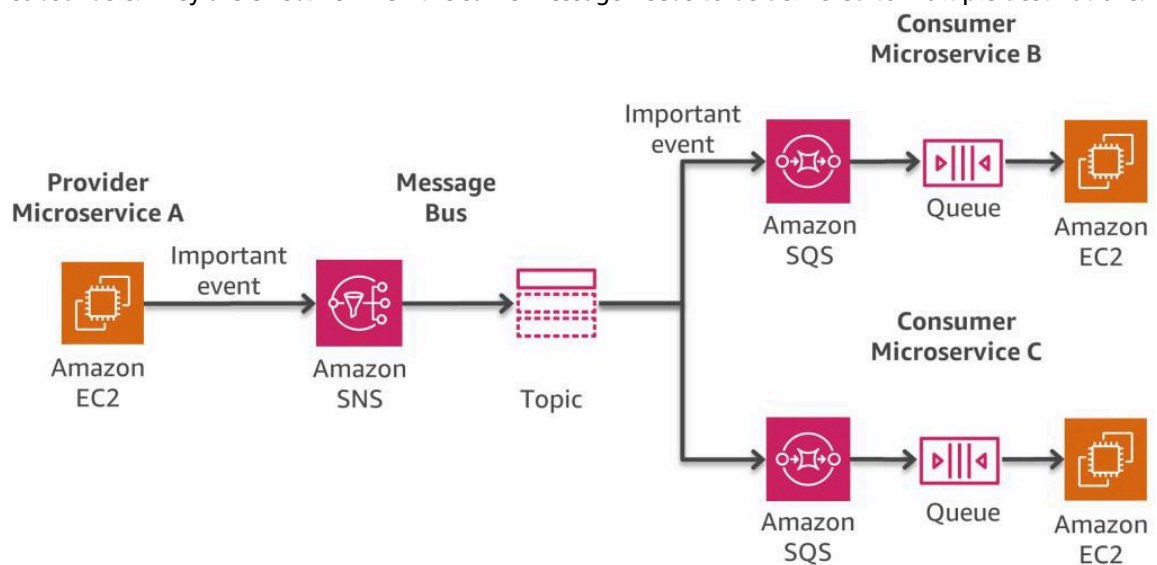 Consumer
Microservice B
Important
event
Provider
Microservice A
Message
Bus
Amazon
SQS
Queue
Amazon
EC2
Important
event
Consumer
Microservice C
Amazon
EC2
Amazon
SNS
Topic
Amazon
SQS
Queue
Amazon
EC2